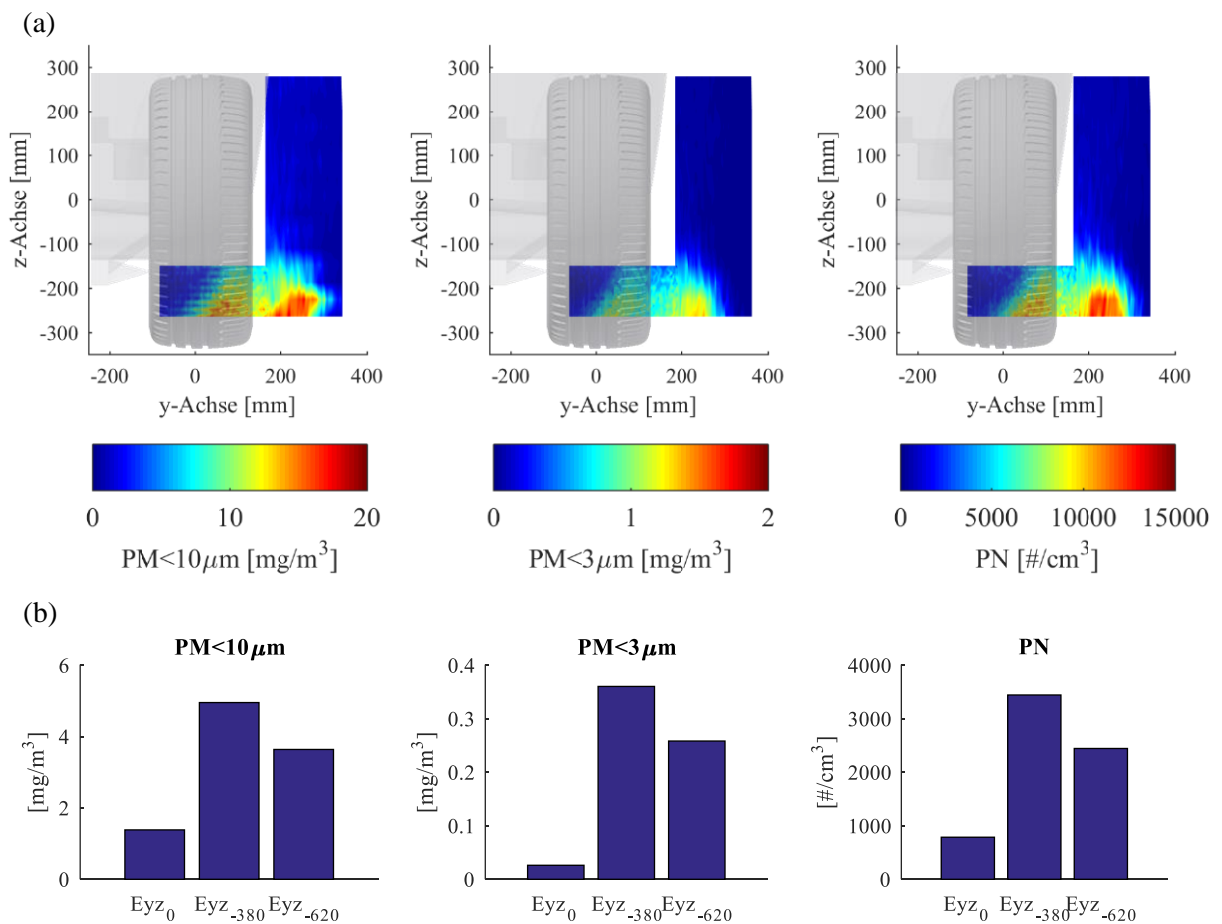 (a)
300
200
100
0
-100
-200
-300
z-Achse [mm]
-200 0 200 400
y-Achse [mm]
0 10 20
PM<10μm [mg/m³]
300
200
100
0
-100
-200
-300
z-Achse [mm]
-200 0 200 400
y-Achse [mm]
0 1 2
PM<3μm [mg/m³]
300
200
100
0
-100
-200
-300
z-Achse [mm]
-200 0 200 400
y-Achse [mm]
0 5000 10000 15000
PN [#/cm³]
(b)
PM<10μm
6
4
2
0
[mg/m³]
Eyz₀ Eyz₋₃₈₀ Eyz₋₆₂₀
PM<3μm
0.4
0.3
0.2
0.1
0
[mg/m³]
Eyz₀ Eyz₋₃₈₀ Eyz₋₆₂₀
PN
4000
3000
2000
1000
0
[#/cm³]
Eyz₀ Eyz₋₃₈₀ Eyz₋₆₂₀